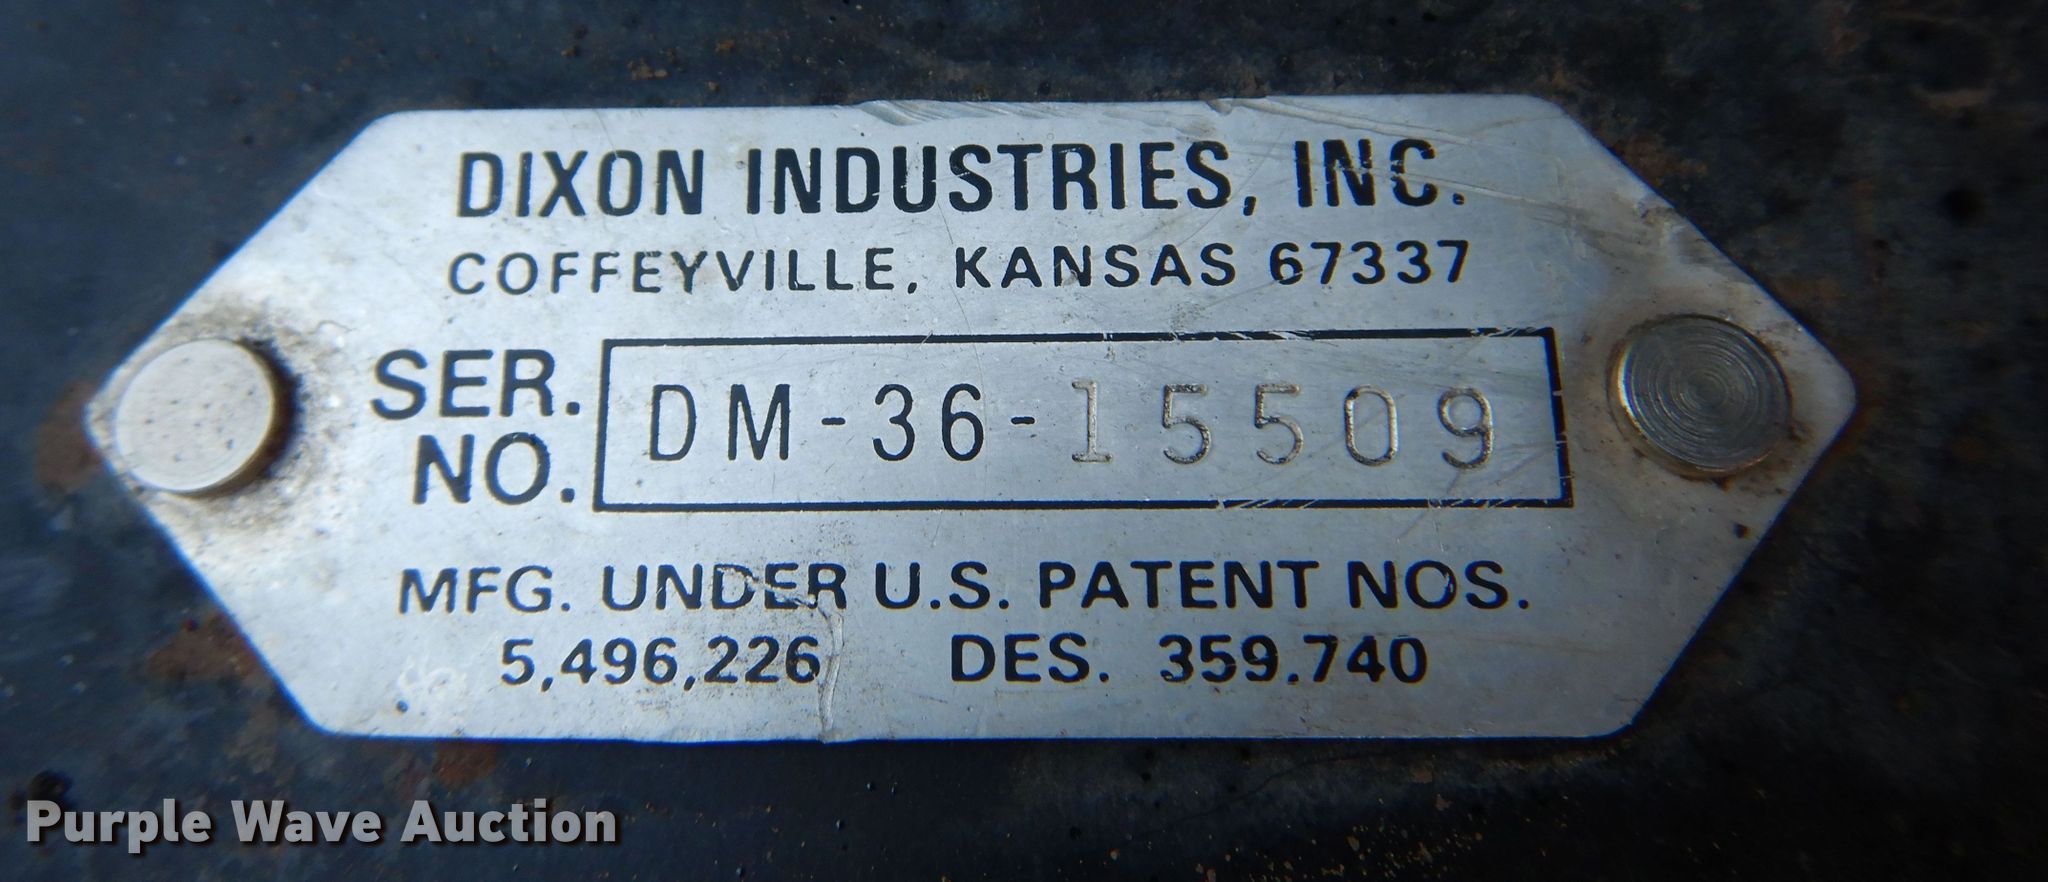 DIXON INDUSTRIES, INC.
COFFEYVILLE, KANSAS 67337
SER. NO. DM-36-15509
MFG. UNDER U.S. PATENT NOS.
5,496,226 DES. 359,740
Purple Wave Auction